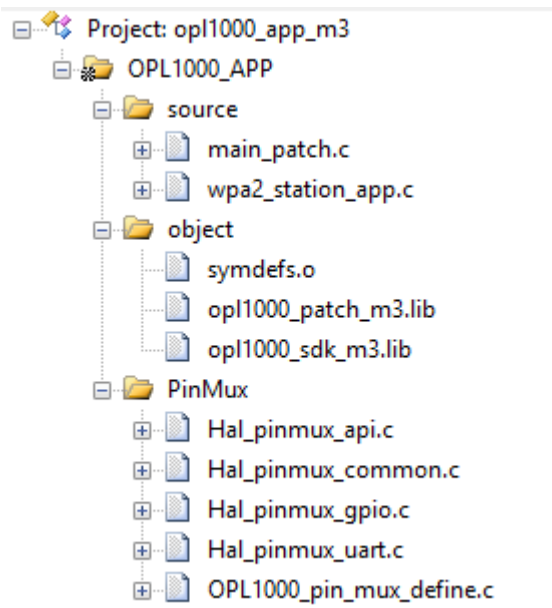 Project: opl1000_app_m3
OPL1000_APP
source
main_patch.c
wpa2_station_app.c
object
symdefs.o
opl1000_patch_m3.lib
opl1000_sdk_m3.lib
PinMux
Hal_pinmux_api.c
Hal_pinmux_common.c
Hal_pinmux_gpio.c
Hal_pinmux_uart.c
OPL1000_pin_mux_define.c